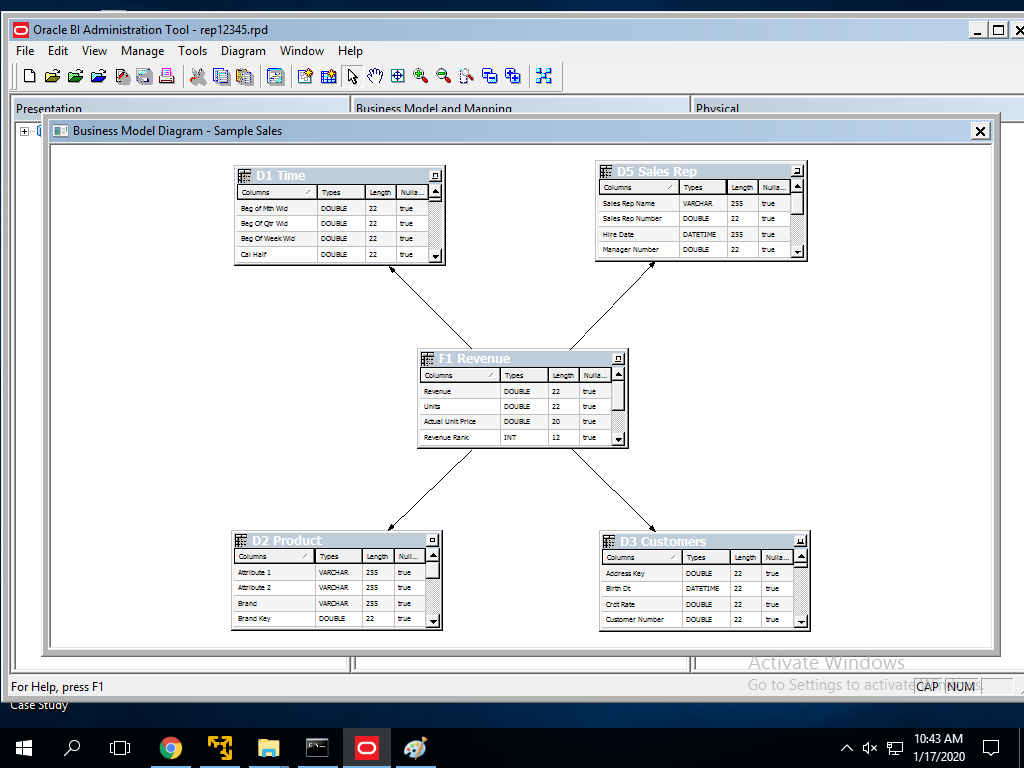 Oracle BI Administration Tool - rep12345.rpd
File Edit View Manage Tools Diagram Window Help
Presentation Business Model and Mapping Physical
Business Model Diagram - Sample Sales
D1 Time
Columns Types Length Nulla...
Beg of Mth Wid DOUBLE 22 true
Beg Of Qtr Wid DOUBLE 22 true
Beg Of Week Wid DOUBLE 22 true
Cal Half DOUBLE 22 true
D5 Sales Rep
Columns Types Length Nulla...
Sales Rep Name VARCHAR 255 true
Sales Rep Number DOUBLE 22 true
Hire Date DATETIME 255 true
Manager Number DOUBLE 22 true
F1 Revenue
Columns Types Length Nulla...
Revenue DOUBLE 22 true
Units DOUBLE 22 true
Actual Unit Price DOUBLE 20 true
Revenue Rank INT 12 true
D2 Product
Columns Types Length Null...
Attribute 1 VARCHAR 255 true
Attribute 2 VARCHAR 255 true
Brand VARCHAR 255 true
Brand Key DOUBLE 22 true
D3 Customers
Columns Types Length Nulla...
Address Key DOUBLE 22 true
Birth Dt DATETIME 22 true
Crdt Rate DOUBLE 22 true
Customer Number DOUBLE 22 true
Activate Windows
Go to Settings to activate Windows.
For Help, press F1 CAP NUM
Case Study
10:43 AM
1/17/2020